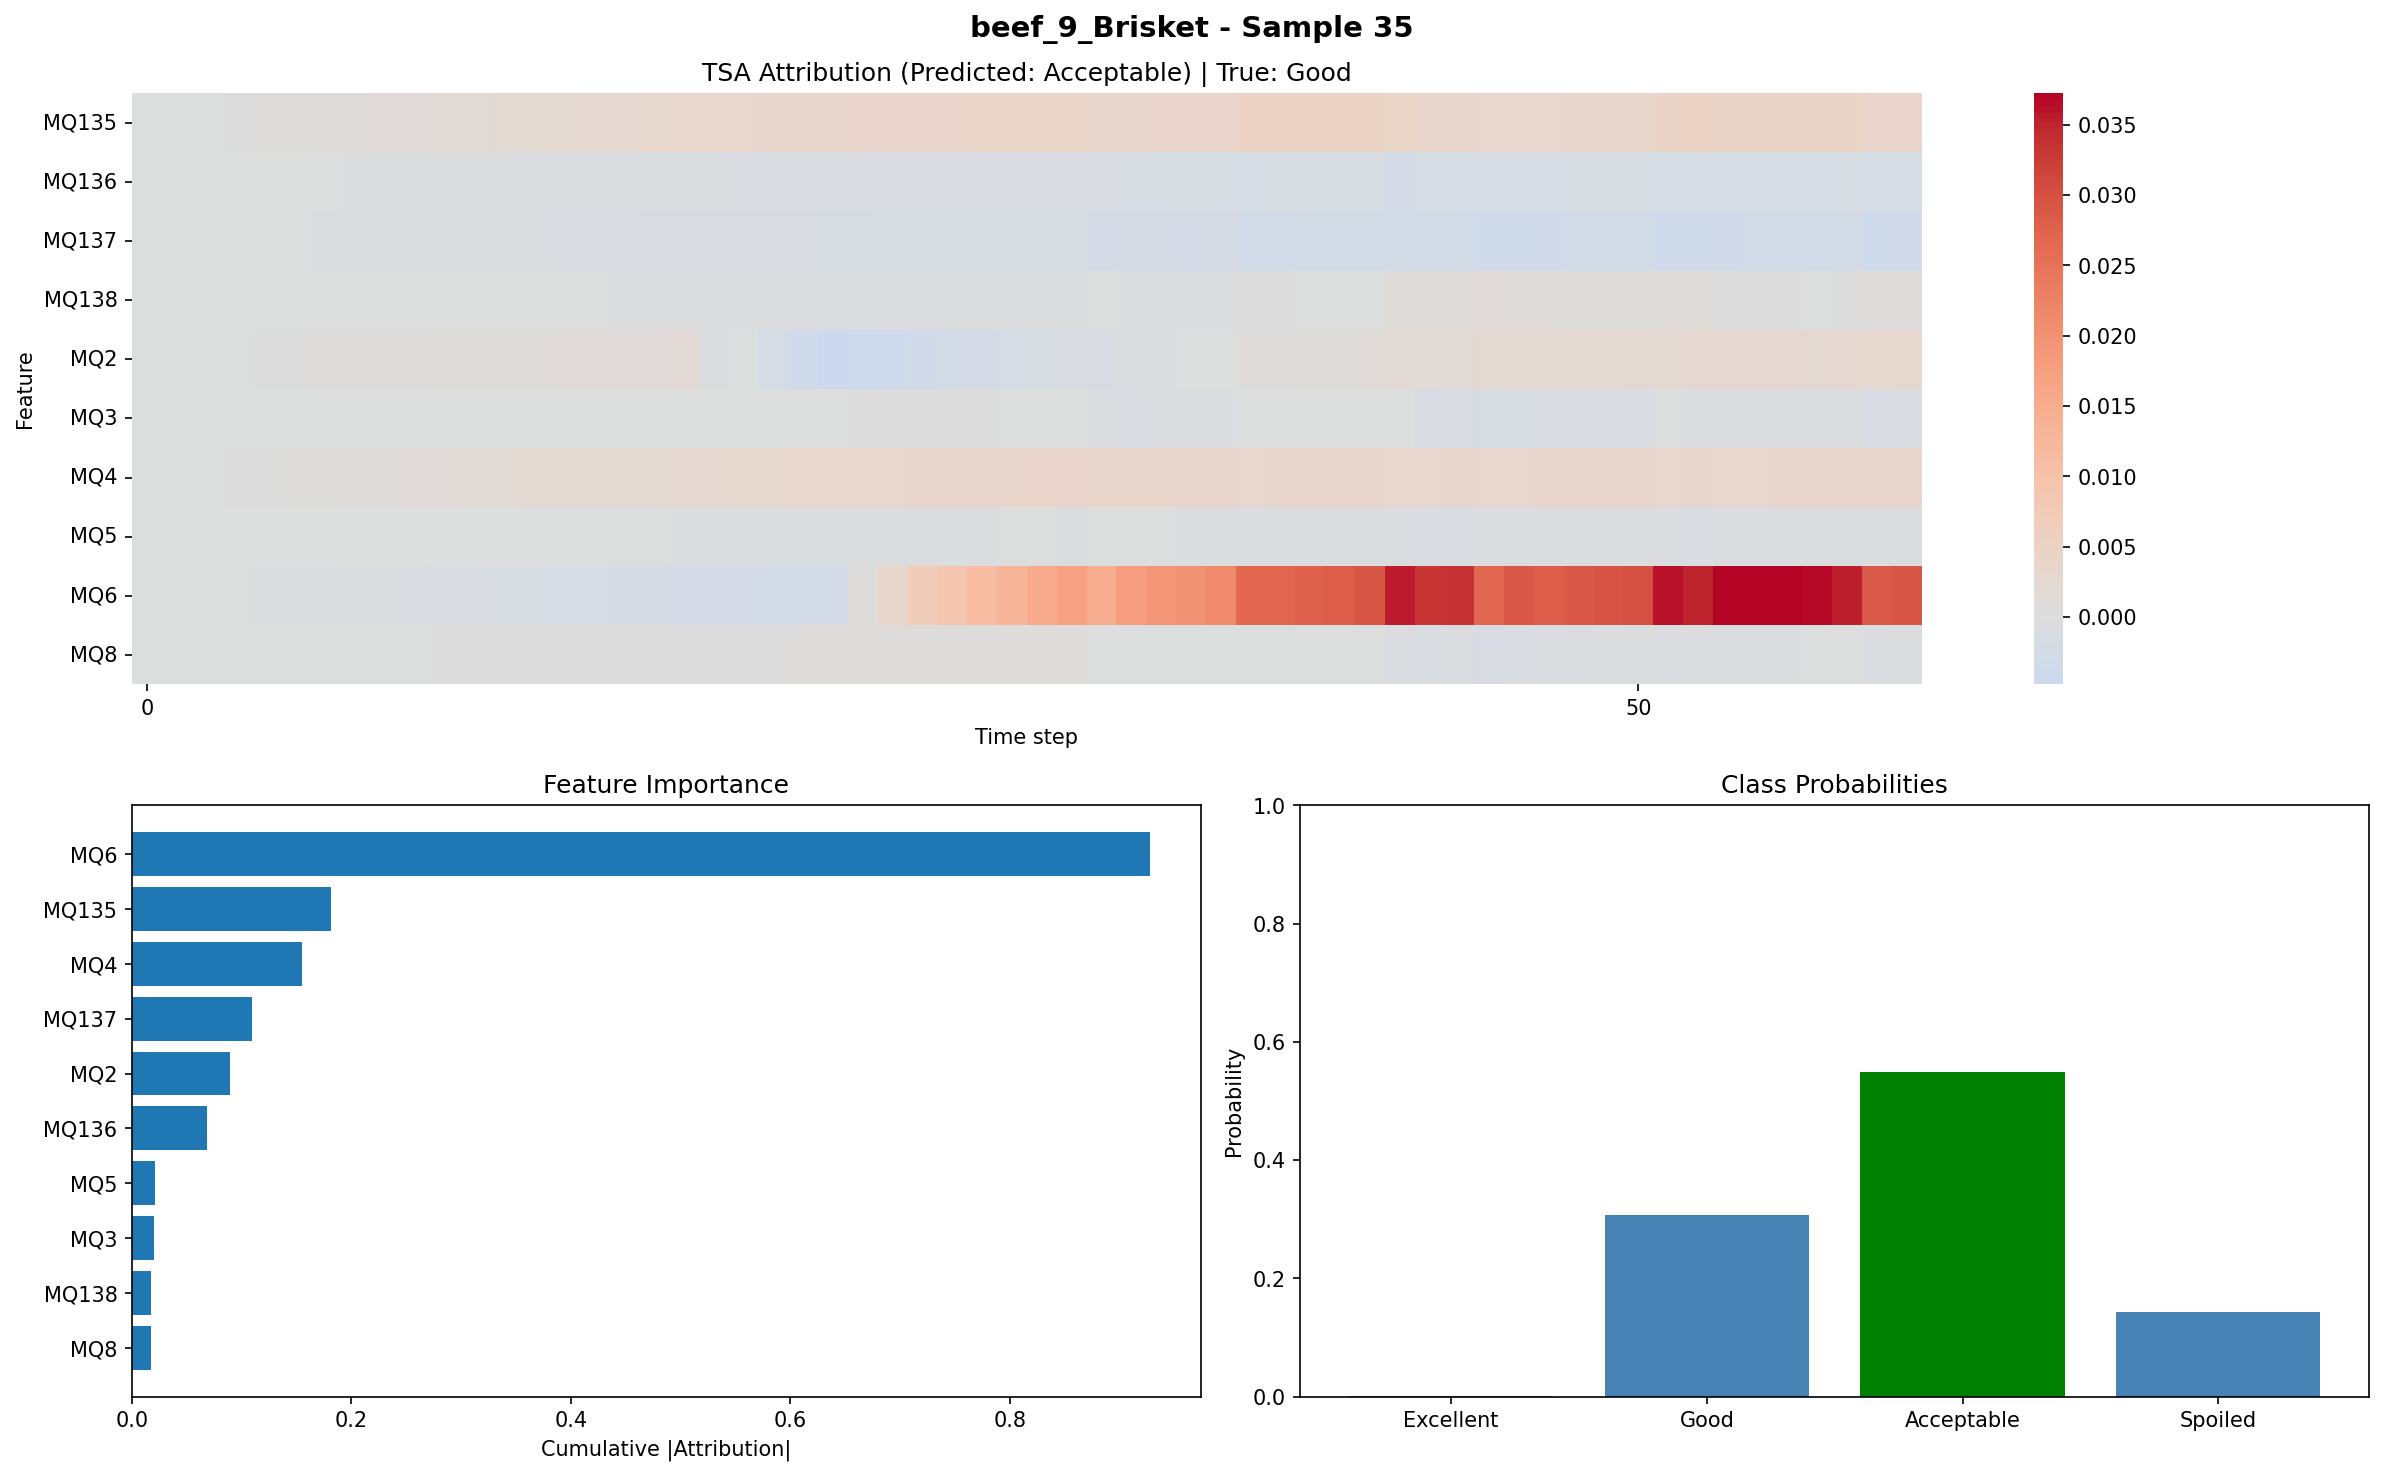 beef_9_Brisket - Sample 35
TSA Attribution (Predicted: Acceptable) | True: Good
Feature
MQ135
MQ136
MQ137
MQ138
MQ2
MQ3
MQ4
MQ5
MQ6
MQ8
0
50
Time step
0.035
0.030
0.025
0.020
0.015
0.010
0.005
0.000
Feature Importance
MQ6
MQ135
MQ4
MQ137
MQ2
MQ136
MQ5
MQ3
MQ138
MQ8
0.0
0.2
0.4
0.6
0.8
Cumulative |Attribution|
Class Probabilities
Probability
1.0
0.8
0.6
0.4
0.2
0.0
Excellent
Good
Acceptable
Spoiled